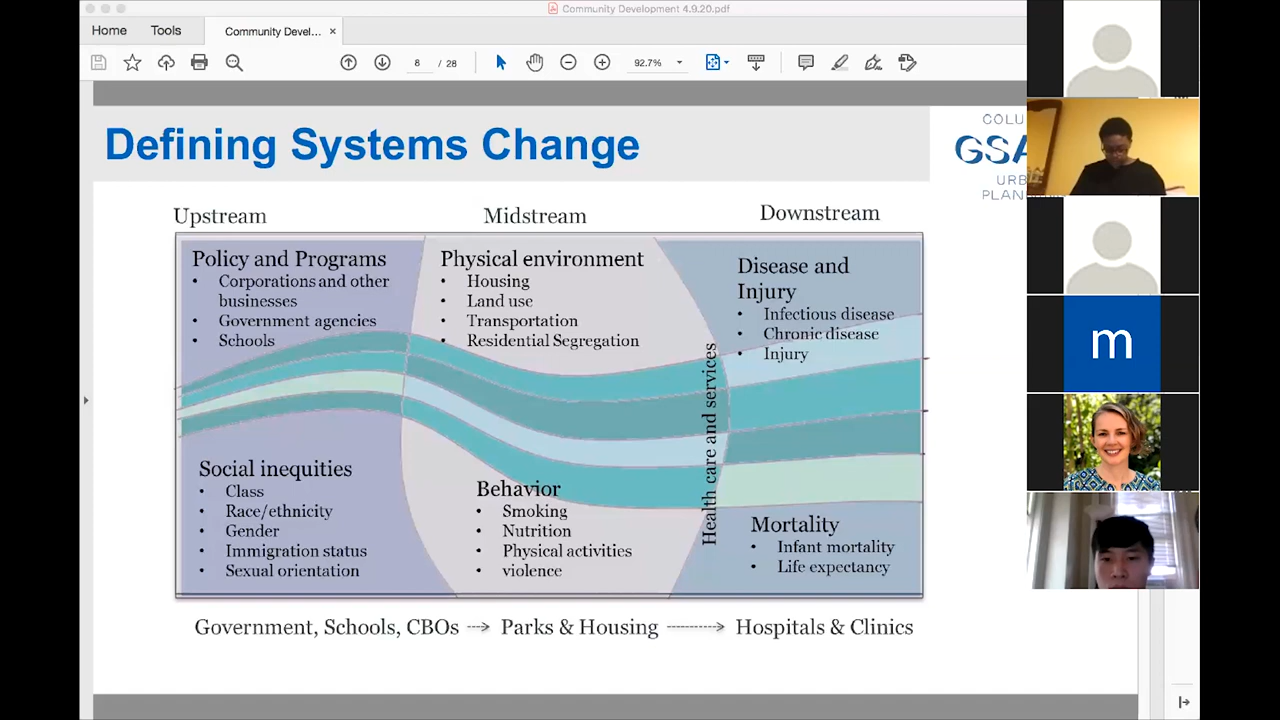 Community Development 4.9.20.pdf
Home Tools Community Devel... ×
8 / 28 92.7%
Defining Systems Change
COLU
GSA
URB
PLAN
Upstream Midstream Downstream
Policy and Programs
• Corporations and other
businesses
• Government agencies
• Schools
Physical environment
• Housing
• Land use
• Transportation
• Residential Segregation
Disease and
Injury
• Infectious disease
• Chronic disease
• Injury
Health care and services
Social inequities
• Class
• Race/ethnicity
• Gender
• Immigration status
• Sexual orientation
Behavior
• Smoking
• Nutrition
• Physical activities
• violence
Mortality
• Infant mortality
• Life expectancy
Government, Schools, CBOs Parks & Housing Hospitals & Clinics
m